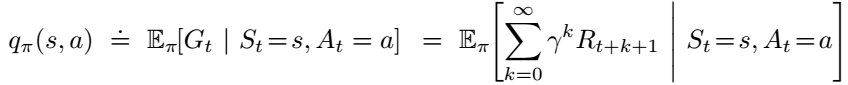 q_π(s, a) ≐ 𝔼_π[G_t | S_t = s, A_t = a] = 𝔼_π[∑_{k=0}^{∞} γ^k R_{t+k+1} | S_t = s, A_t = a]